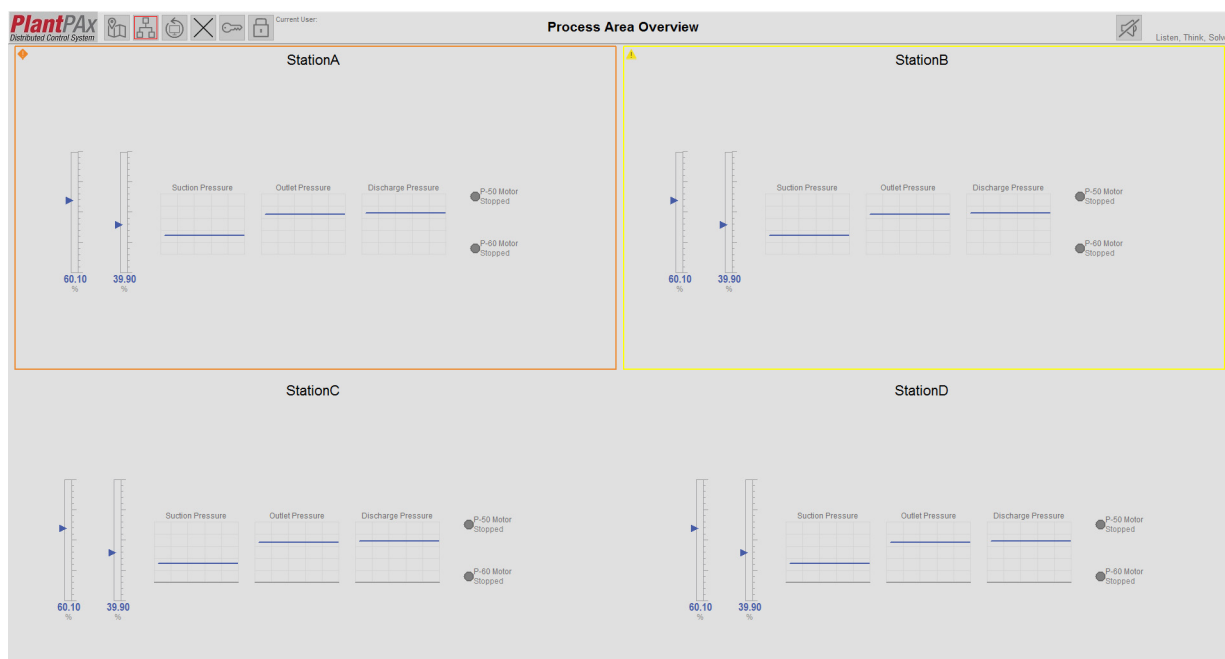 PlantPAx
Distributed Control System
Current User:
Process Area Overview
Listen, Think, Solv
StationA
Suction Pressure
Outlet Pressure
Discharge Pressure
P-50 Motor
Stopped
P-60 Motor
Stopped
60.10
%
39.90
%
StationB
Suction Pressure
Outlet Pressure
Discharge Pressure
P-50 Motor
Stopped
P-60 Motor
Stopped
60.10
%
39.90
%
StationC
Suction Pressure
Outlet Pressure
Discharge Pressure
P-50 Motor
Stopped
P-60 Motor
Stopped
60.10
%
39.90
%
StationD
Suction Pressure
Outlet Pressure
Discharge Pressure
P-50 Motor
Stopped
P-60 Motor
Stopped
60.10
%
39.90
%